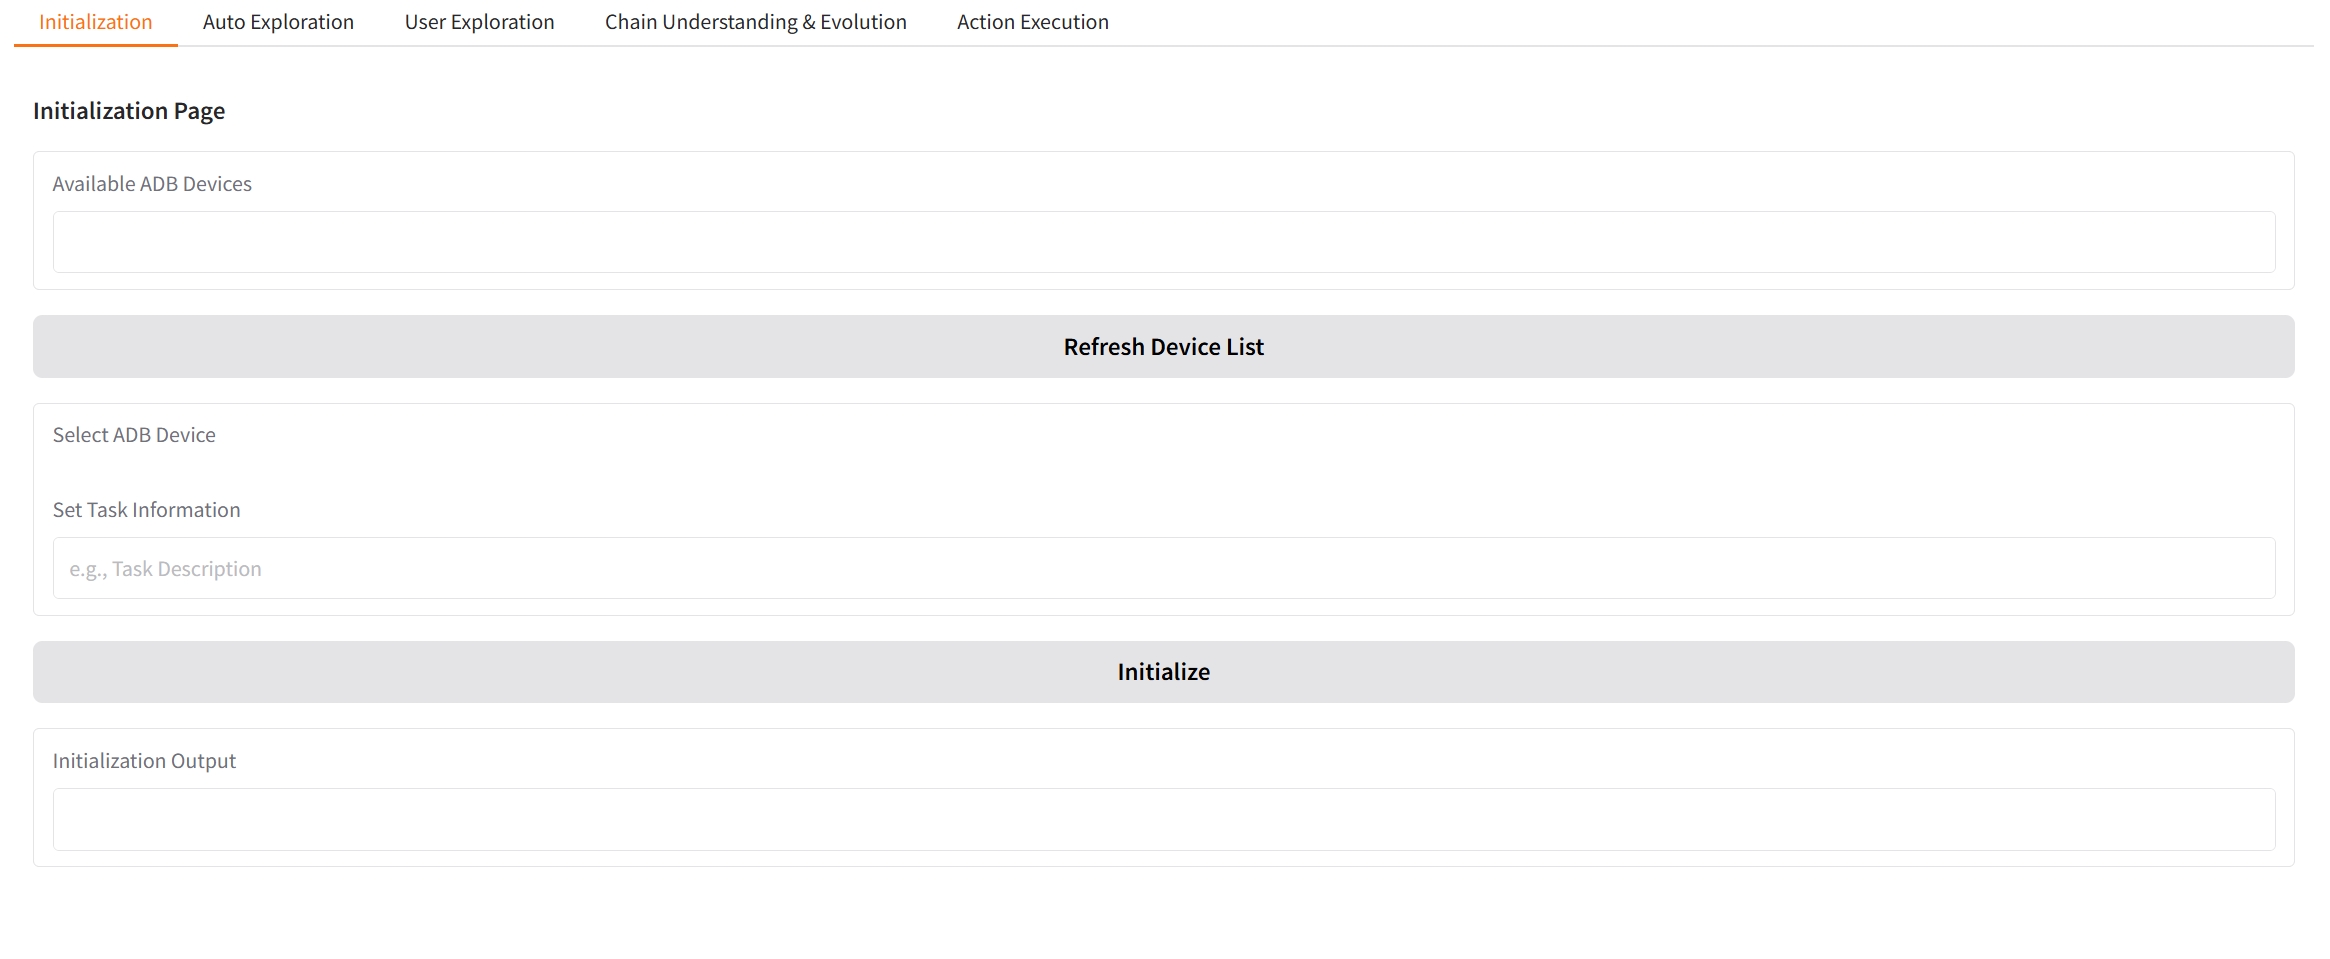 Initialization Auto Exploration User Exploration Chain Understanding & Evolution Action Execution
Initialization Page
Available ADB Devices
Refresh Device List
Select ADB Device
Set Task Information
e.g., Task Description
Initialize
Initialization Output